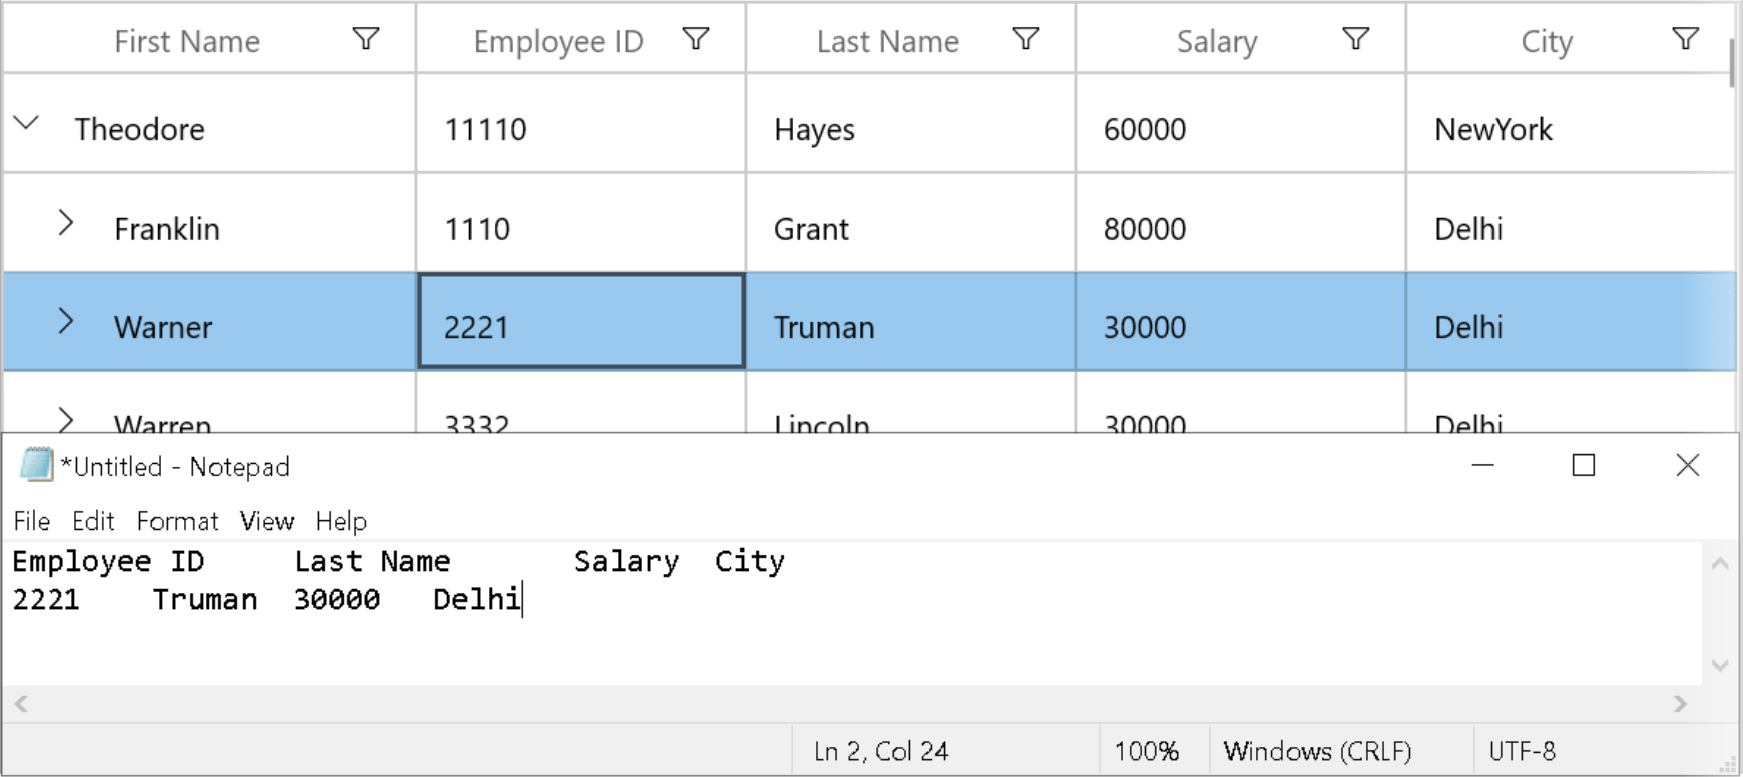 First Name Employee ID Last Name Salary City
Theodore 11110 Hayes 60000 NewYork
Franklin 1110 Grant 80000 Delhi
Warner 2221 Truman 30000 Delhi
Warren 3332 Lincoln 30000 Delhi
*Untitled - Notepad
File Edit Format View Help
Employee ID Last Name Salary City
2221 Truman 30000 Delhi
Ln 2, Col 24 100% Windows (CRLF) UTF-8